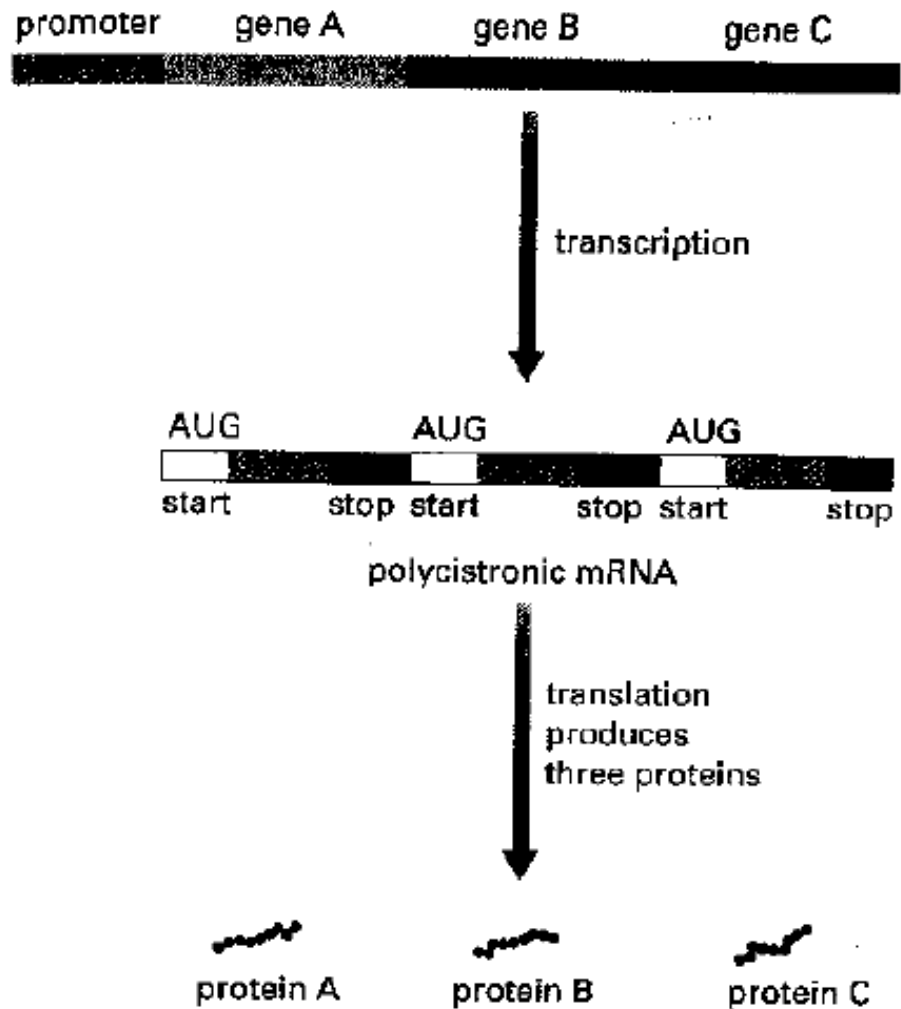 promoter gene A gene B gene C
transcription
AUG AUG AUG
start stop start stop start stop
polycistronic mRNA
translation
produces
three proteins
protein A protein B protein C